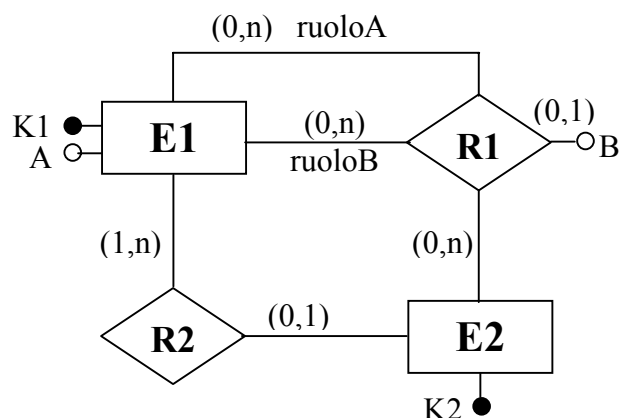 (0,n) ruoloA
K1
E1
A
(0,n)
ruoloB
R1
(0,1)
B
(1,n)
(0,n)
R2
(0,1)
E2
K2